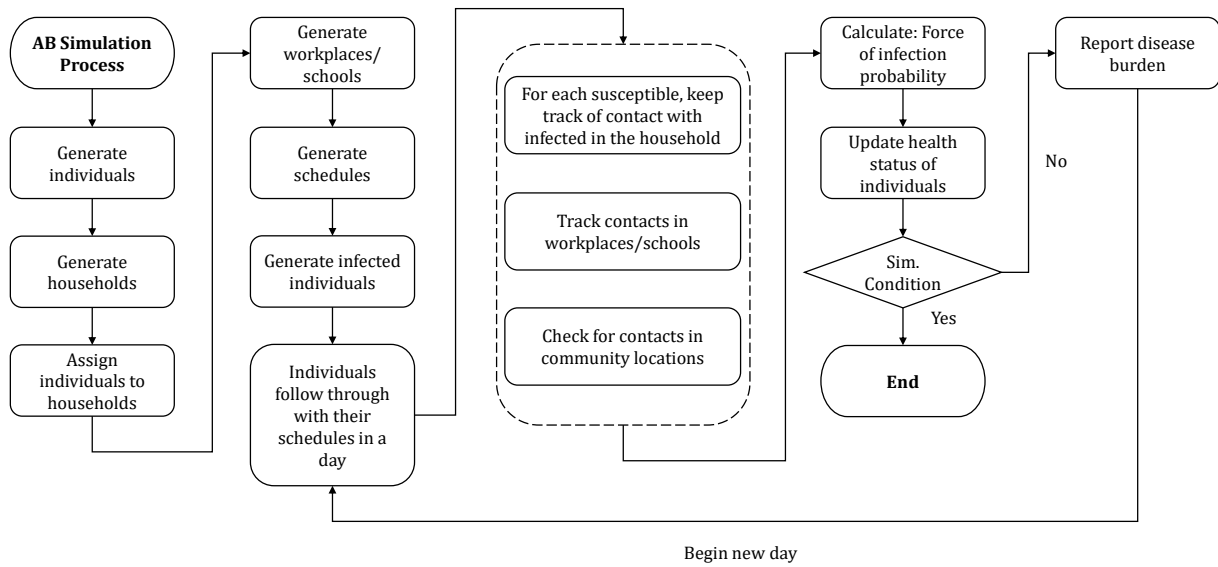 AB Simulation
Process
Generate
individuals
Generate
households
Assign
individuals to
households
Generate
workplaces/
schools
Generate
schedules
Generate infected
individuals
Individuals
follow through
with their
schedules in a
day
For each susceptible, keep
track of contact with
infected in the household
Track contacts in
workplaces/schools
Check for contacts in
community locations
Calculate: Force
of infection
probability
Update health
status of
individuals
Sim.
Condition
Yes
End
No
Report disease
burden
Begin new day